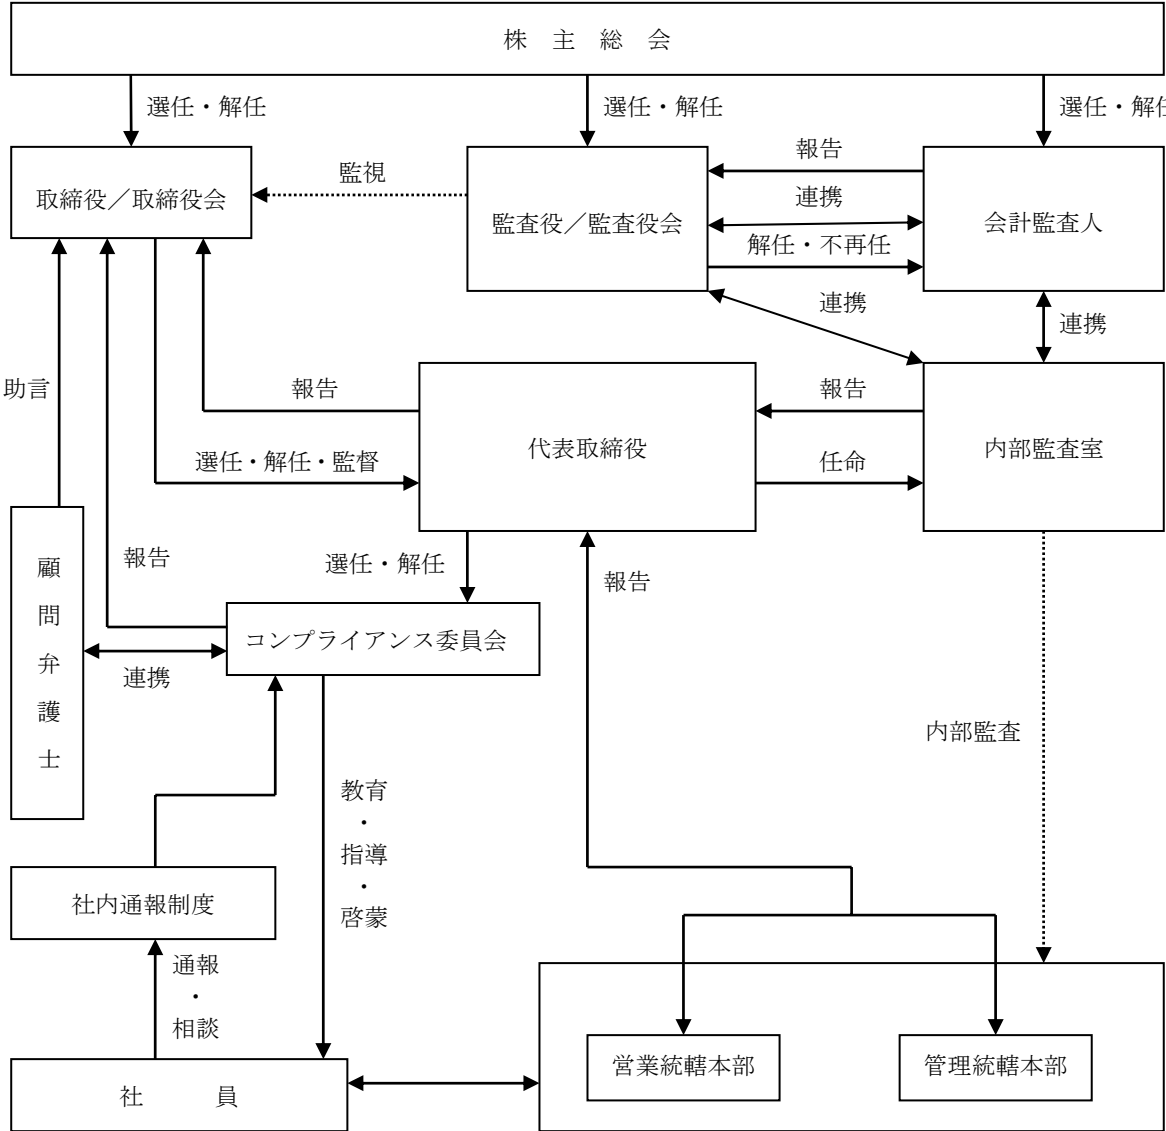 株 主 総 会
選任・解任
選任・解任
選任・解任
取締役／取締役会
監視
監査役／監査役会
報告
連携
解任・不再任
会計監査人
連携
連携
助言
報告
選任・解任・監督
代表取締役
報告
任命
内部監査室
顧問弁護士
報告
選任・解任
報告
コンプライアンス委員会
連携
内部監査
教育
・
指導
・
啓蒙
社内通報制度
通報
・
相談
社 員
営業統轄本部
管理統轄本部